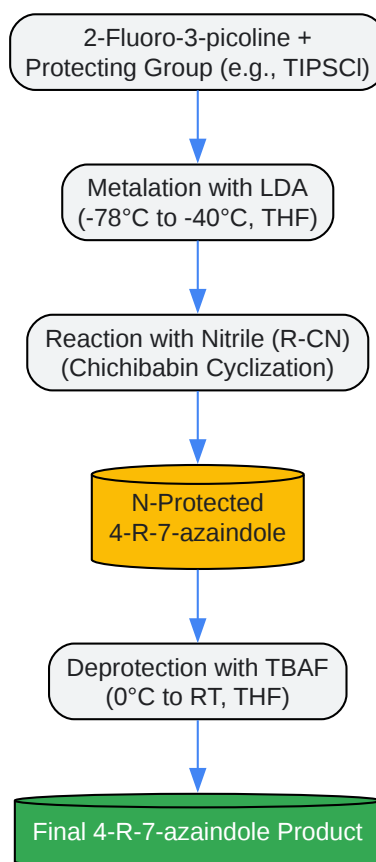 2-Fluoro-3-picoline +
Protecting Group (e.g., TIPSCl)
Metalation with LDA
(-78°C to -40°C, THF)
Reaction with Nitrile (R-CN)
(Chichibabin Cyclization)
N-Protected
4-R-7-azaindole
Deprotection with TBAF
(0°C to RT, THF)
Final 4-R-7-azaindole Product